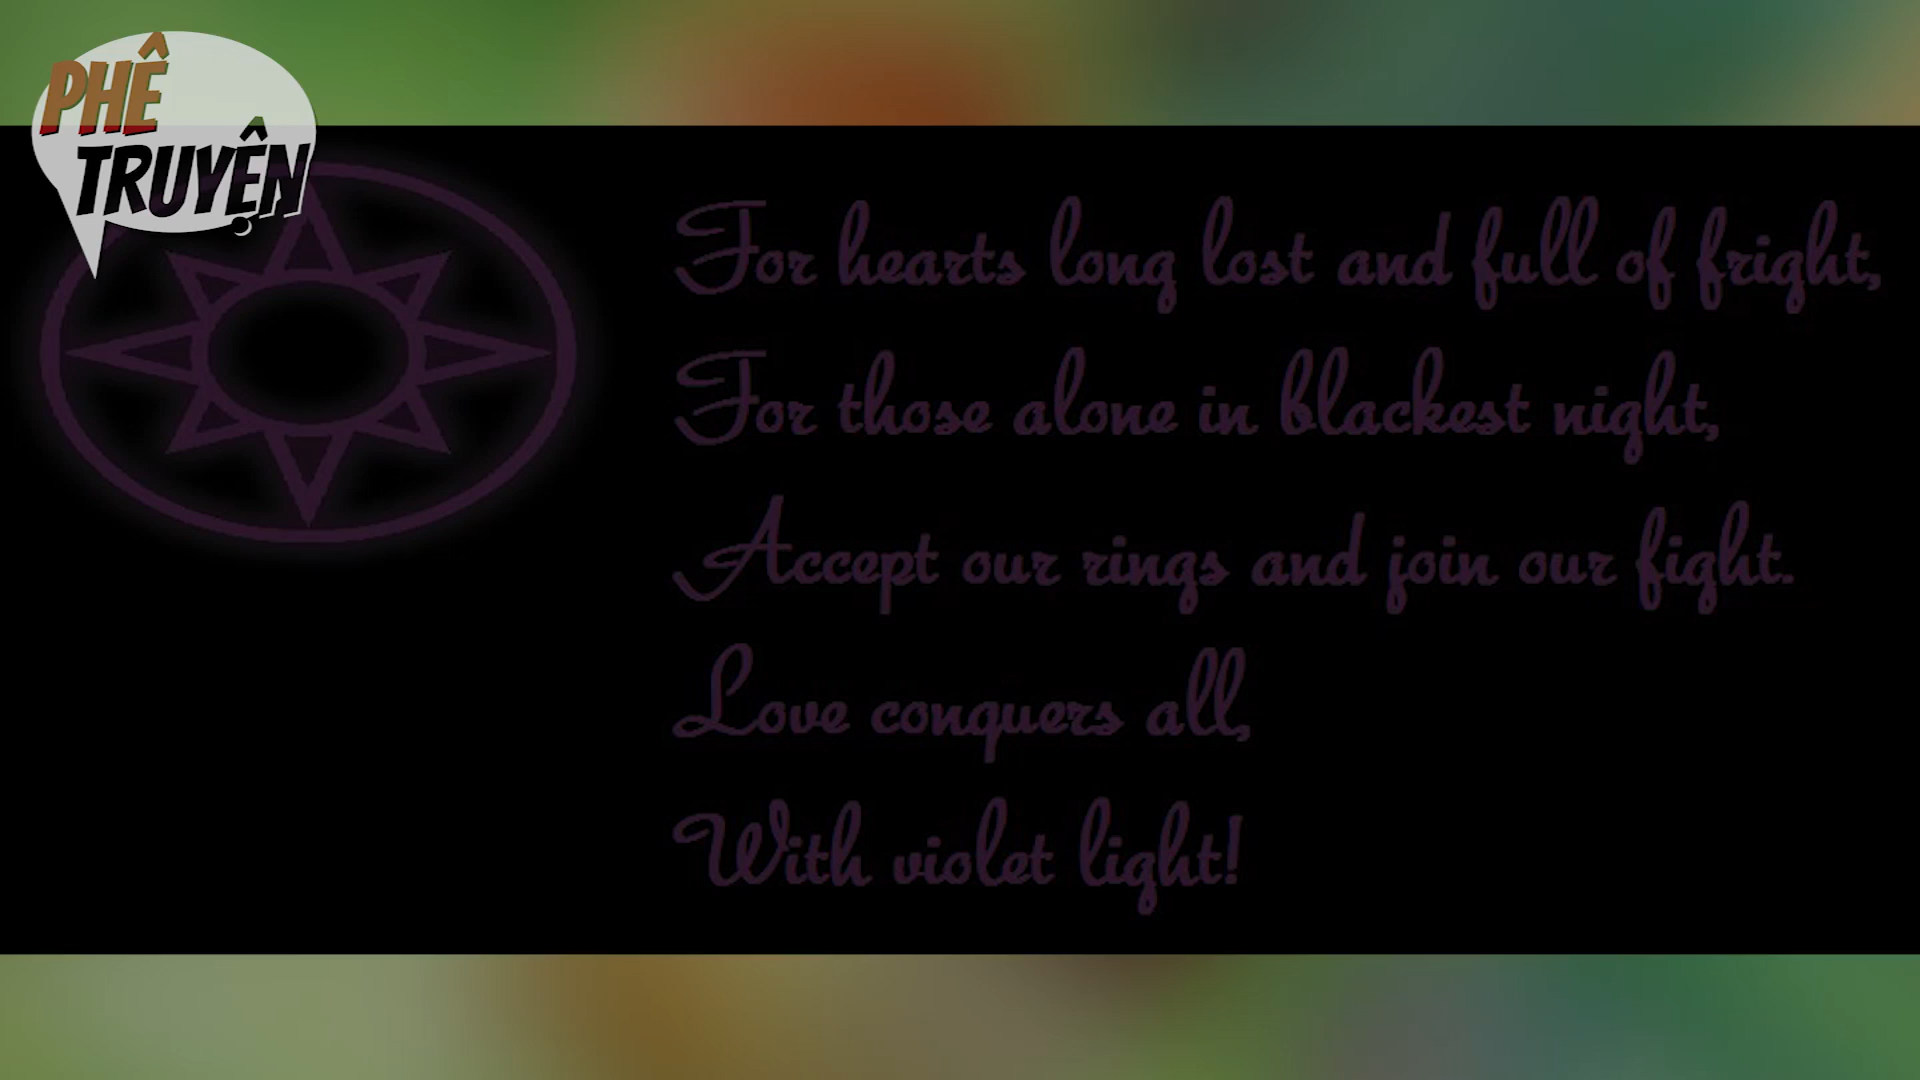 PHÊ
TRUYỆN
For hearts long lost and full of fright,
For those alone in blackest night,
Accept our rings and join our fight.
Love conquers all,
With violet light!